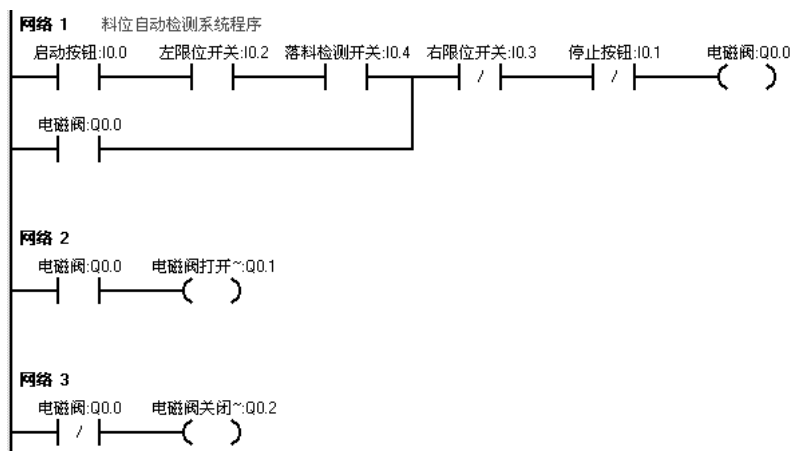 网络 1 料位自动检测系统程序
启动按钮:I0.0 左限位开关:I0.2 落料检测开关:I0.4 右限位开关:I0.3 停止按钮:I0.1 电磁阀:Q0.0
电磁阀:Q0.0
网络 2
电磁阀:Q0.0 电磁阀打开~:Q0.1
网络 3
电磁阀:Q0.0 电磁阀关闭~:Q0.2